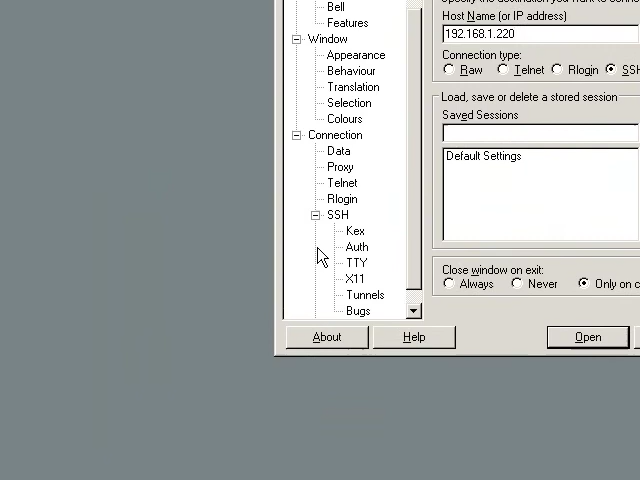 Bell
Features
Window
Appearance
Behaviour
Translation
Selection
Colours
Connection
Data
Proxy
Telnet
Rlogin
SSH
Kex
Auth
TTY
X11
Tunnels
Bugs
About
Help
Host Name (or IP address)
192.168.1.220
Connection type:
Raw Telnet Rlogin SSH
Load, save or delete a stored session
Saved Sessions
Default Settings
Close window on exit:
Always Never Only on c
Open